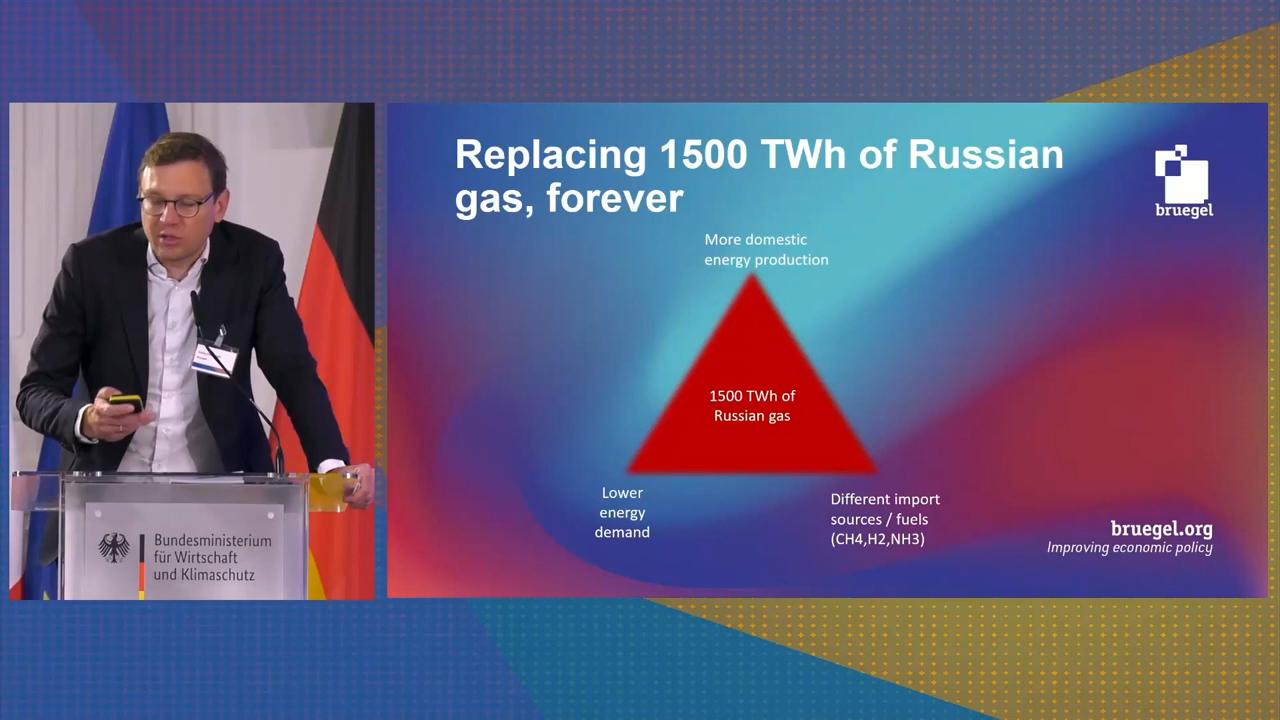 Replacing 1500 TWh of Russian
gas, forever
bruegel
More domestic
energy production
1500 TWh of
Russian gas
Lower
energy
demand
Different import
sources / fuels
(CH4,H2,NH3)
bruegel.org
Improving economic policy
Bundesministerium
für Wirtschaft
und Klimaschutz